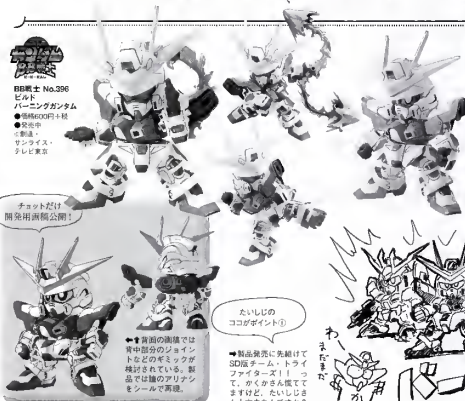 BB戦士 No.396
ビルド
バーニングガンダム
●価格600円+税
●発売中
©創通・
サンライズ・
テレビ東京
チョットだけ
開発用画稿公開!
←↑背面の画稿では
背中部分のジョイン
トなどのギミックが
検討されている。製
品では瞳のアリナシ
をシールで再現。
たいしじの
ココがポイント①
➡製品発売に先駆けて
SD版チーム・トライ
ファイターズ!! っ
て、かくかさん慌てて
ますけど、たいしじさ
わー
まだまだ